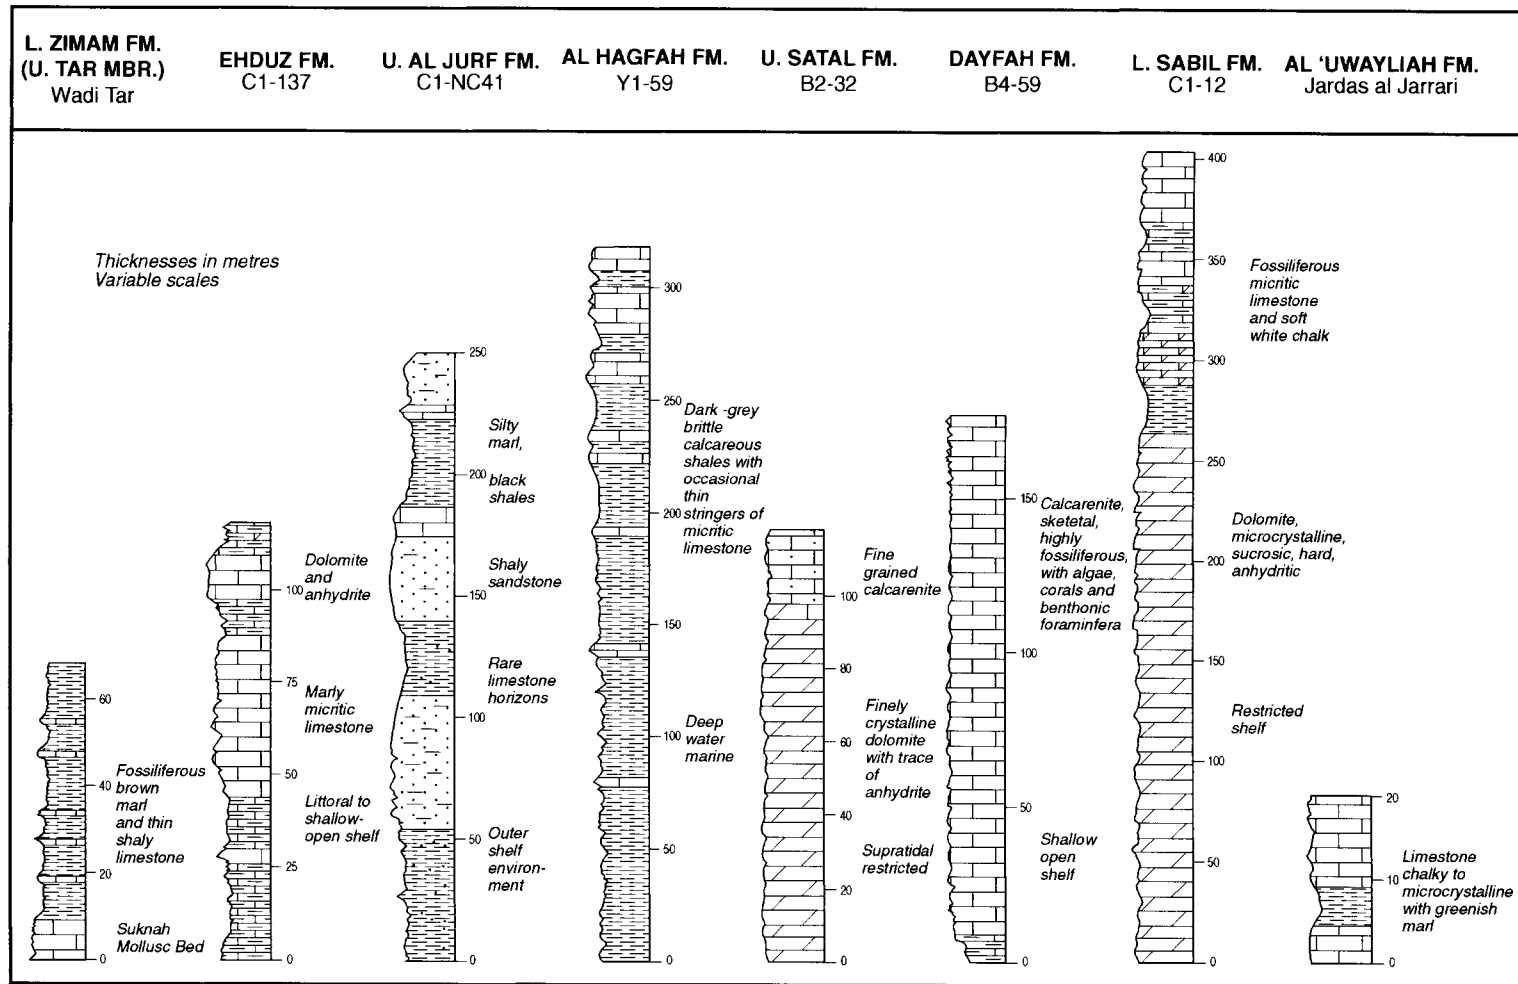 L. ZIMAM FM.
(U. TAR MBR.)
Wadi Tar
EHDUZ FM.
C1-137
U. AL JURF FM.
C1-NC41
AL HAGFAH FM.
Y1-59
U. SATAL FM.
B2-32
DAYFAH FM.
B4-59
L. SABIL FM.
C1-12
AL ‘UWAYLIAH FM.
Jardas al Jarrari
Thicknesses in metres
Variable scales
60
40
20
0
Fossiliferous
brown
marl
and thin
shaly
limestone
Suknah
Mollusc Bed
100
75
50
25
0
Dolomite
and
anhydrite
Marly
micritic
limestone
Littoral to
shallow-
open shelf
250
200
150
100
50
0
Silty
marl,
black
shales
Shaly
sandstone
Rare
limestone
horizons
Outer
shelf
environ-
ment
300
250
200
150
100
50
0
Dark -grey
brittle
calcareous
shales with
occasional
thin
stringers of
micritic
limestone
Deep
water
marine
100
80
60
40
20
0
Fine
grained
calcarenite
Finely
crystalline
dolomite
with trace
of
anhydrite
Supratidal
restricted
150
100
50
0
Calcarenite,
sketetal,
highly
fossiliferous,
with algae,
corals and
benthonic
foraminfera
Shallow
open
shelf
400
350
300
250
200
150
100
50
0
Fossiliferous
micritic
limestone
and soft
white chalk
Dolomite,
microcrystalline,
sucrosic, hard,
anhydritic
Restricted
shelf
20
10
0
Limestone
chalky to
microcrystalline
with greenish
marl